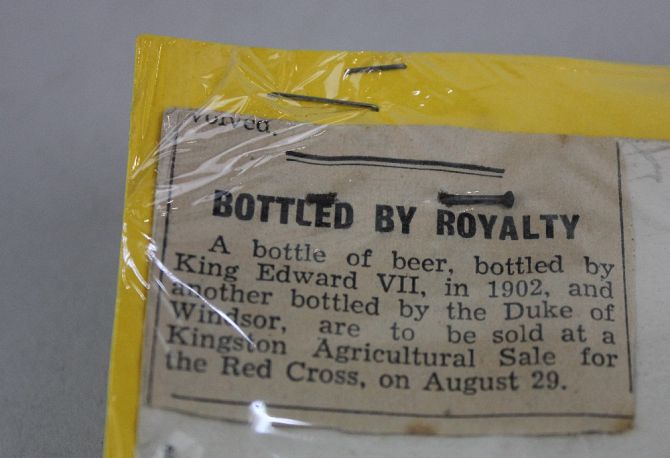 volved.
BOTTLED BY ROYALTY
A bottle of beer, bottled by
King Edward VII, in 1902, and
another bottled by the Duke of
Windsor, are to be sold at a
Kingston Agricultural Sale for
the Red Cross, on August 29.